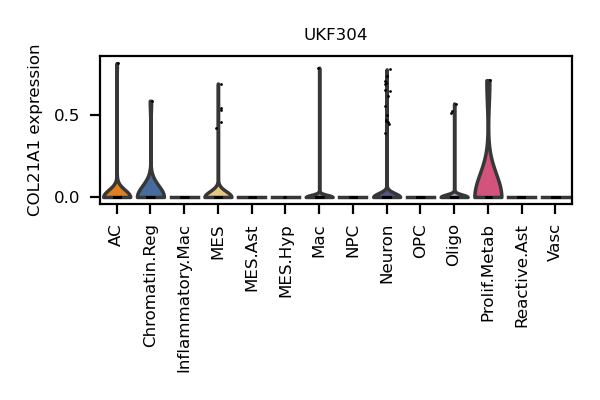 UKF304
COL21A1 expression
0.5
0.0
AC
Chromatin.Reg
Inflammatory.Mac
MES
MES.Ast
MES.Hyp
Mac
NPC
Neuron
OPC
Oligo
Prolif.Metab
Reactive.Ast
Vasc